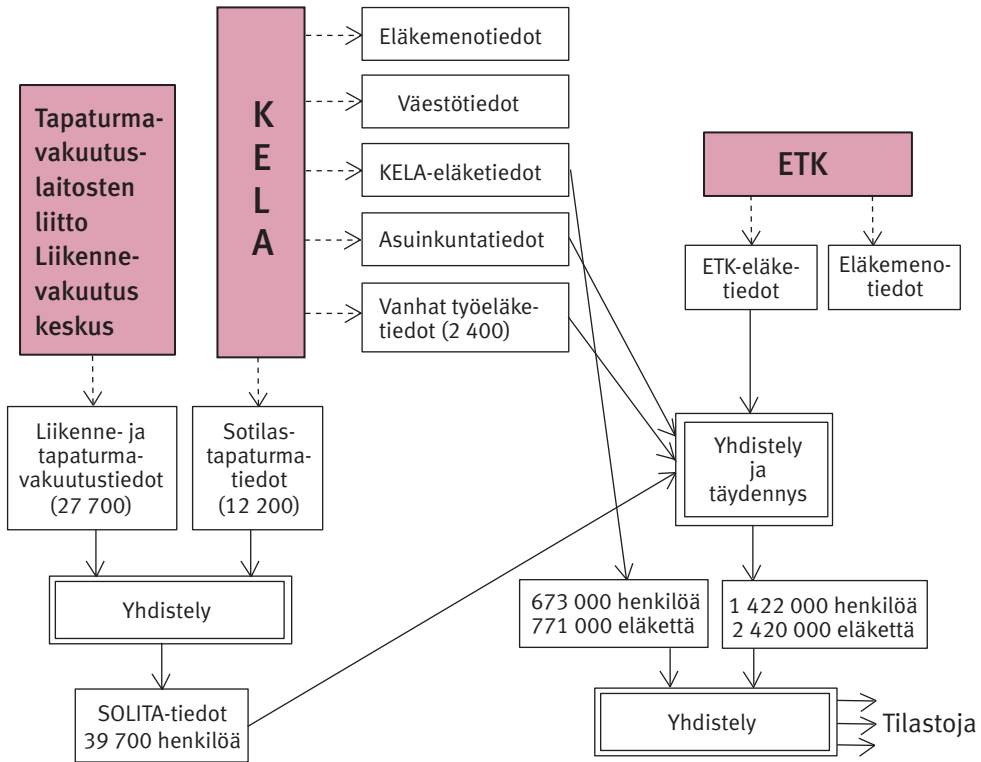 Tapaturma-
vakuutus-
laitosten
liitto
Liikenne-
vakuutus
keskus
K
E
L
A
Eläkemenotiedot
Väestötiedot
KELA-eläketiedot
Asuinkuntatiedot
Vanhat työeläke-
tiedot (2 400)
ETK
ETK-eläke-
tiedot
Eläkemeno-
tiedot
Liikenne- ja
tapaturma-
vakuutustiedot
(27 700)
Sotilas-
tapaturma-
tiedot
(12 200)
Yhdistely
ja
täydennys
Yhdistely
673 000 henkilöä
771 000 eläkettä
1 422 000 henkilöä
2 420 000 eläkettä
SOLITA-tiedot
39 700 henkilöä
Yhdistely
Tilastoja